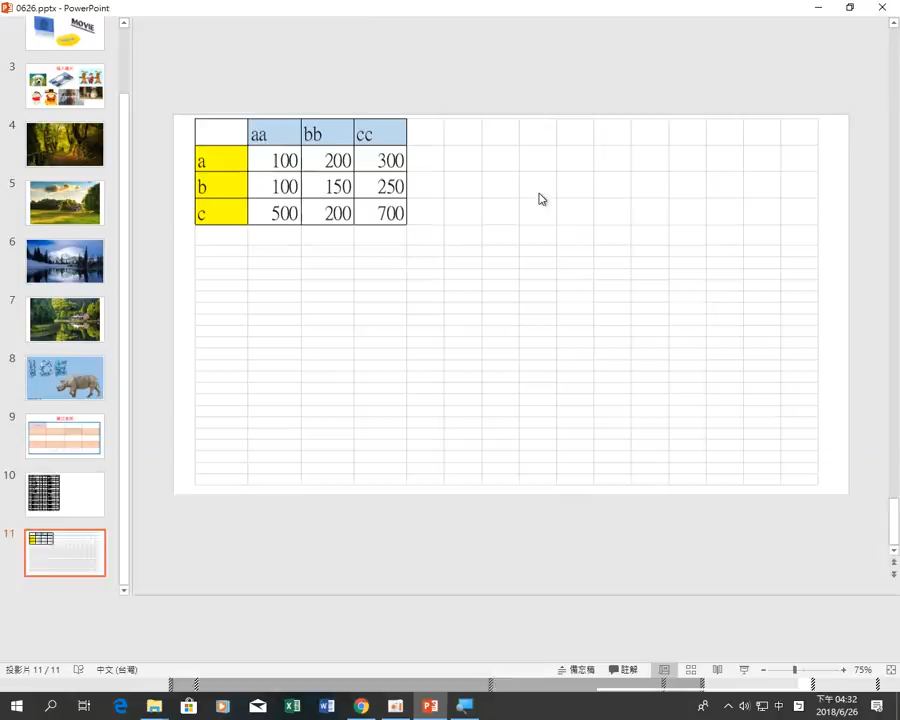 0626.pptx - PowerPoint
MOVIE
3
4
5
6
7
8
9
10
11
aa bb cc
a 100 200 300
b 100 150 250
c 500 200 700
投影片 11 / 11 中文 (台灣) 備忘稿 註解 75%
中 下午 04:32
2018/6/26